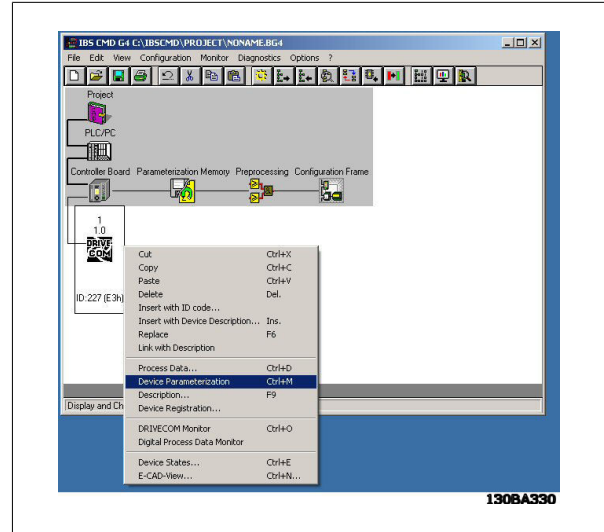 IBS CMD G4 C:\IBSCMD\PROJECT\NONAME.BG4
File Edit View Configuration Monitor Diagnostics Options ?
Project
PLC/PC
Controller Board Parameterization Memory Preprocessing Configuration Frame
1
1.0
DRIVE-
COM
ID:227 (E3h)
Cut Ctrl+X
Copy Ctrl+C
Paste Ctrl+V
Delete Del.
Insert with ID code...
Insert with Device Description... Ins.
Replace F6
Link with Description
Process Data... Ctrl+D
Device Parameterization Ctrl+M
Description... F9
Device Registration...
DRIVECOM Monitor Ctrl+O
Digital Process Data Monitor
Device States... Ctrl+E
E-CAD-View... Ctrl+N...
Display and Ch
130BA330